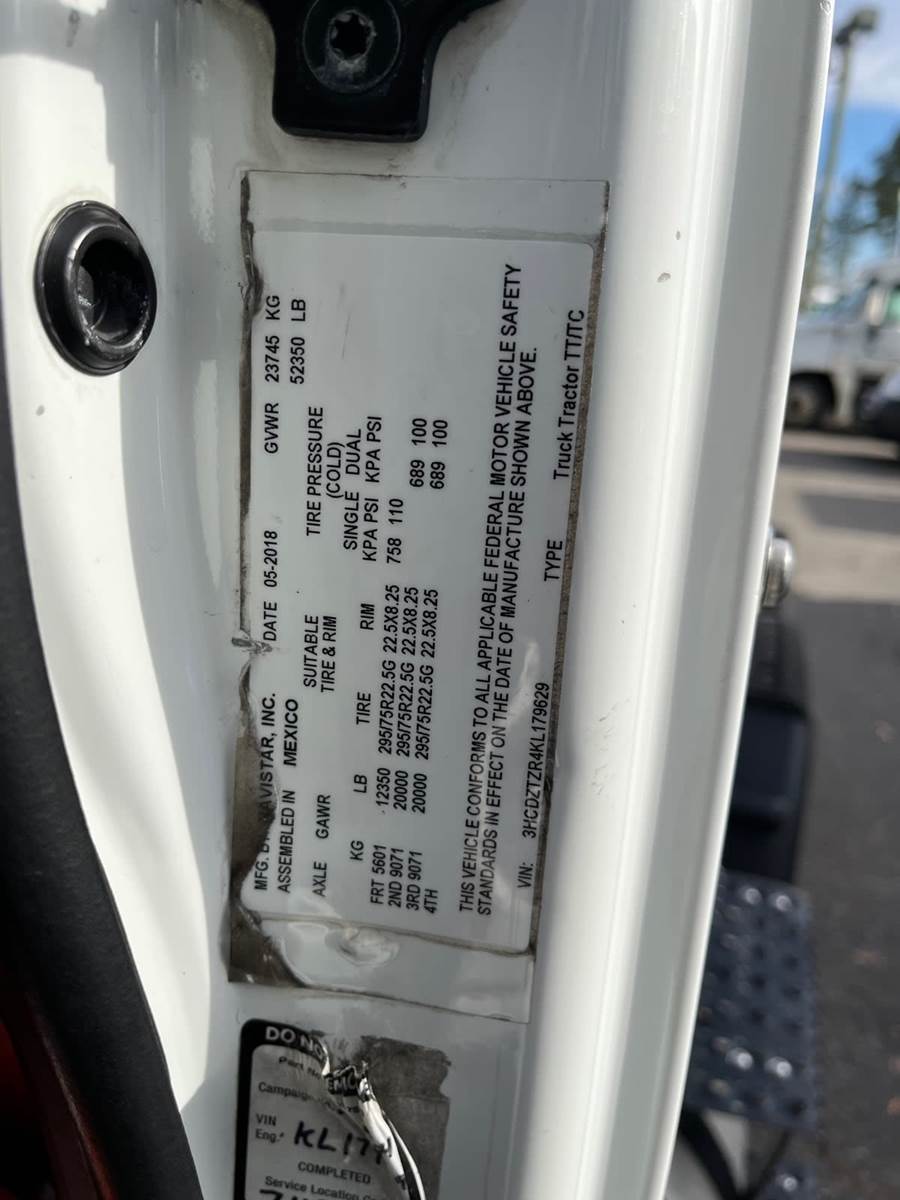 MFG. BY NAVISTAR, INC. DATE 05-2018 GVWR 23745 KG
ASSEMBLED IN MEXICO 52350 LB
AXLE GAWR SUITABLE TIRE PRESSURE
TIRE & RIM (COLD)
SINGLE DUAL
KG LB TIRE RIM KPA PSI KPA PSI
FRT 5601 12350 295/75R22.5G 22.5X8.25 758 110
2ND 9071 20000 295/75R22.5G 22.5X8.25 689 100
3RD 9071 20000 295/75R22.5G 22.5X8.25 689 100
4TH
THIS VEHICLE CONFORMS TO ALL APPLICABLE FEDERAL MOTOR VEHICLE SAFETY
STANDARDS IN EFFECT ON THE DATE OF MANUFACTURE SHOWN ABOVE.
VIN: 3HCDZTZR4KL179629 TYPE Truck Tractor TT/TC
DO NO
Part
Campaig
VIN
Eng.# KL17
COMPLETED
Service Location